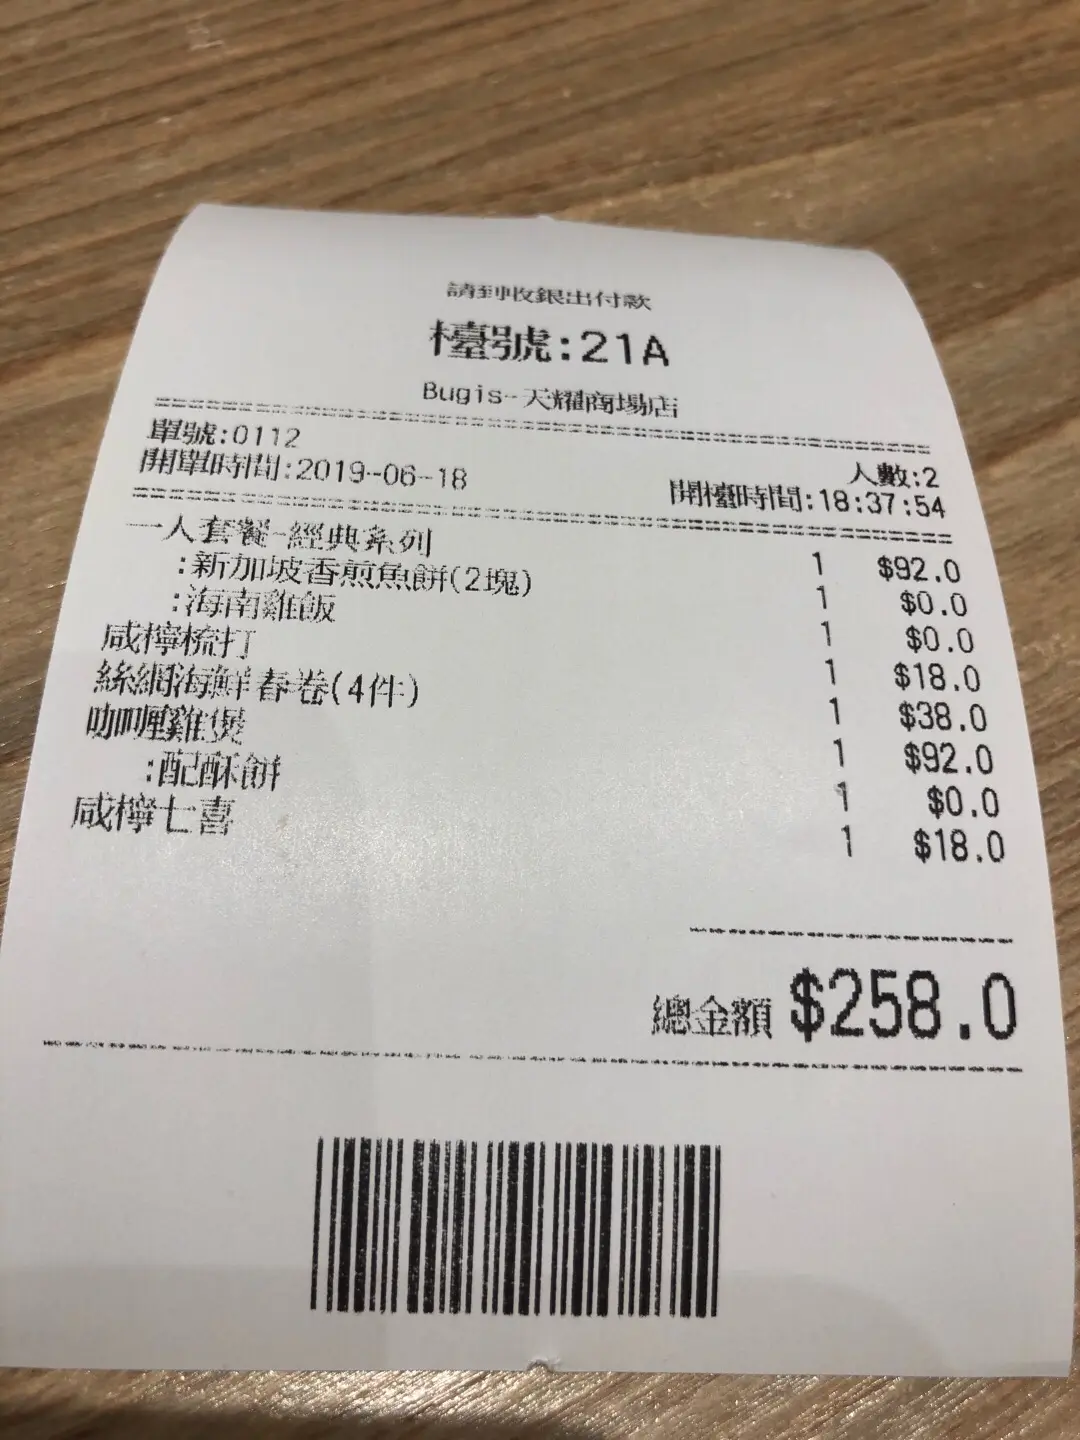 請到收銀出付款
檯號:21A
Bugis-天耀商場店
單號:0112 人數:2
開單時間:2019-06-18 開檯時間:18:37:54
一人套餐-經典系列 1 $92.0
:新加坡香煎魚餅(2塊) 1 $0.0
:海南雞飯 1 $0.0
咸檸梳打 1 $18.0
絲網海鮮春卷(4件) 1 $38.0
咖喱雞煲 1 $92.0
:配酥餅 1 $0.0
咸檸七喜 1 $18.0
總金額 $258.0